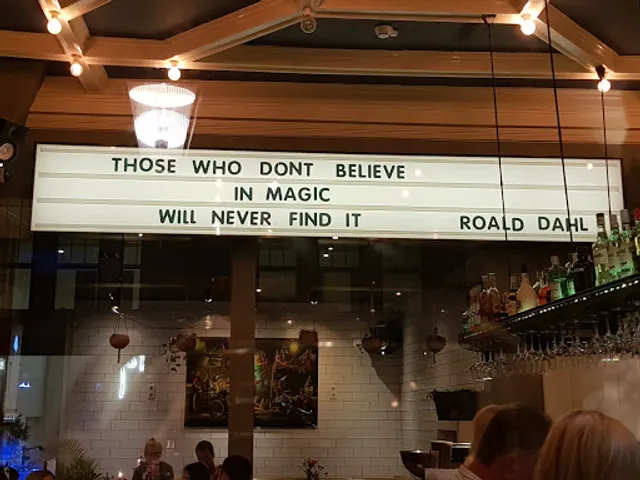 THOSE WHO DONT BELIEVE
IN MAGIC
WILL NEVER FIND IT ROALD DAHL